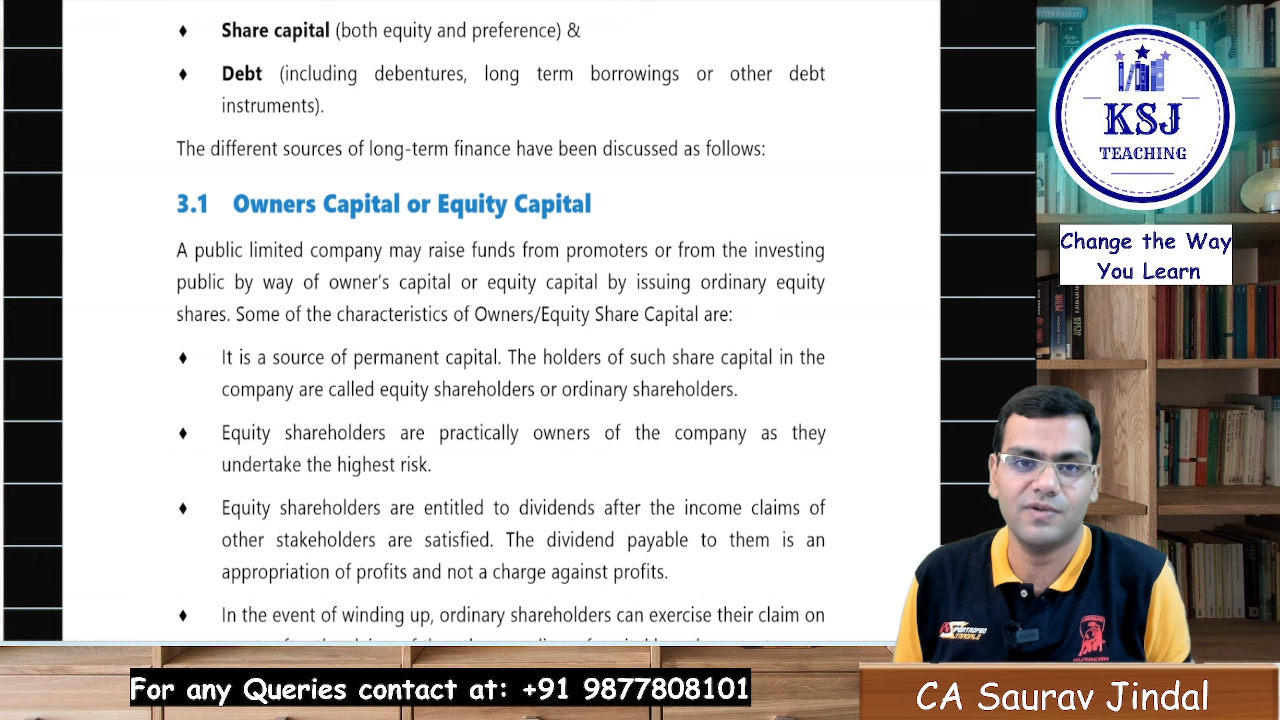 ♦ Share capital (both equity and preference) &
♦ Debt (including debentures, long term borrowings or other debt
instruments).
The different sources of long-term finance have been discussed as follows:
3.1 Owners Capital or Equity Capital
A public limited company may raise funds from promoters or from the investing
public by way of owner's capital or equity capital by issuing ordinary equity
shares. Some of the characteristics of Owners/Equity Share Capital are:
♦ It is a source of permanent capital. The holders of such share capital in the
company are called equity shareholders or ordinary shareholders.
♦ Equity shareholders are practically owners of the company as they
undertake the highest risk.
♦ Equity shareholders are entitled to dividends after the income claims of
other stakeholders are satisfied. The dividend payable to them is an
appropriation of profits and not a charge against profits.
♦ In the event of winding up, ordinary shareholders can exercise their claim on
KSJ
TEACHING
Change the Way
You Learn
For any Queries contact at: +91 9877808101
CA Saurav Jindal